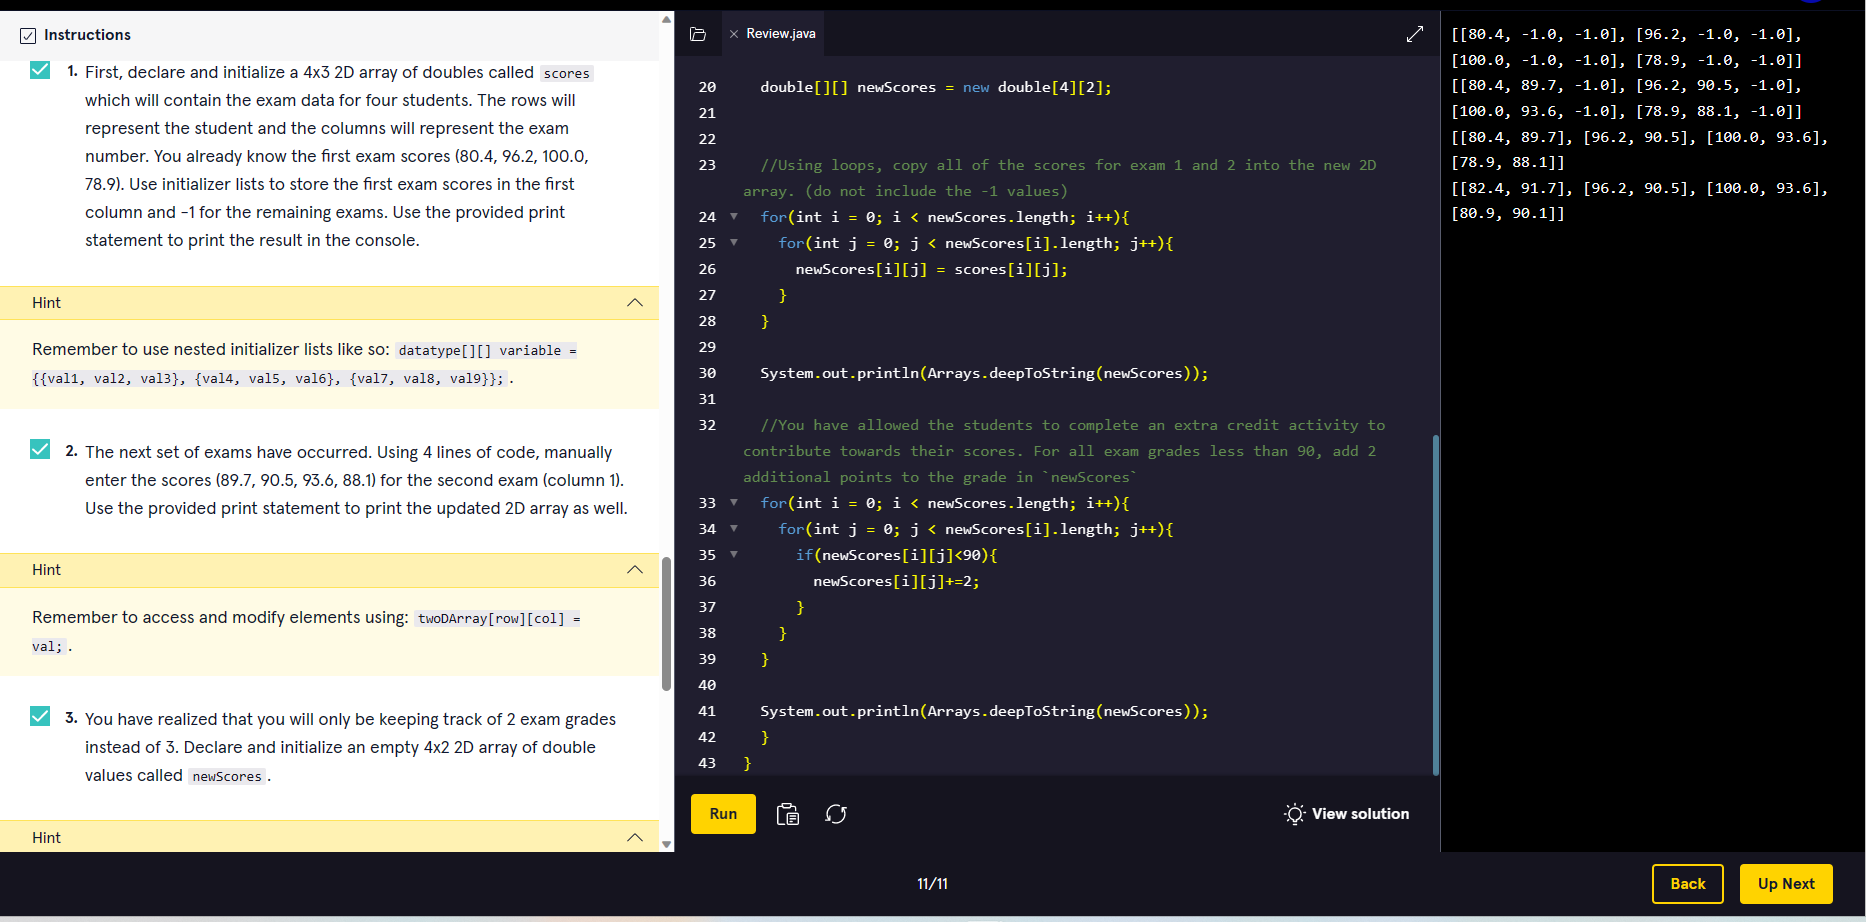 Instructions
1. First, declare and initialize a 4x3 2D array of doubles called scores
which will contain the exam data for four students. The rows will
represent the student and the columns will represent the exam
number. You already know the first exam scores (80.4, 96.2, 100.0,
78.9). Use initializer lists to store the first exam scores in the first
column and -1 for the remaining exams. Use the provided print
statement to print the result in the console.
Hint
Remember to use nested initializer lists like so: datatype[][] variable =
{{val1, val2, val3}, {val4, val5, val6}, {val7, val8, val9}}; .
2. The next set of exams have occurred. Using 4 lines of code, manually
enter the scores (89.7, 90.5, 93.6, 88.1) for the second exam (column 1).
Use the provided print statement to print the updated 2D array as well.
Hint
Remember to access and modify elements using: twoDArray[row][col] =
val; .
3. You have realized that you will only be keeping track of 2 exam grades
instead of 3. Declare and initialize an empty 4x2 2D array of double
values called newScores .
Hint
Review.java
20 double[][] newScores = new double[4][2];
21
22
23 //Using loops, copy all of the scores for exam 1 and 2 into the new 2D
array. (do not include the -1 values)
24 for(int i = 0; i < newScores.length; i++){
25 for(int j = 0; j < newScores[i].length; j++){
26 newScores[i][j] = scores[i][j];
27 }
28 }
29
30 System.out.println(Arrays.deepToString(newScores));
31
32 //You have allowed the students to complete an extra credit activity to
contribute towards their scores. For all exam grades less than 90, add 2
additional points to the grade in `newScores`
33 for(int i = 0; i < newScores.length; i++){
34 for(int j = 0; j < newScores[i].length; j++){
35 if(newScores[i][j]<90){
36 newScores[i][j]+=2;
37 }
38 }
39 }
40
41 System.out.println(Arrays.deepToString(newScores));
42 }
43 }
Run
View solution
[[80.4, -1.0, -1.0], [96.2, -1.0, -1.0],
[100.0, -1.0, -1.0], [78.9, -1.0, -1.0]]
[[80.4, 89.7, -1.0], [96.2, 90.5, -1.0],
[100.0, 93.6, -1.0], [78.9, 88.1, -1.0]]
[[80.4, 89.7], [96.2, 90.5], [100.0, 93.6],
[78.9, 88.1]]
[[82.4, 91.7], [96.2, 90.5], [100.0, 93.6],
[80.9, 90.1]]
11/11
Back
Up Next